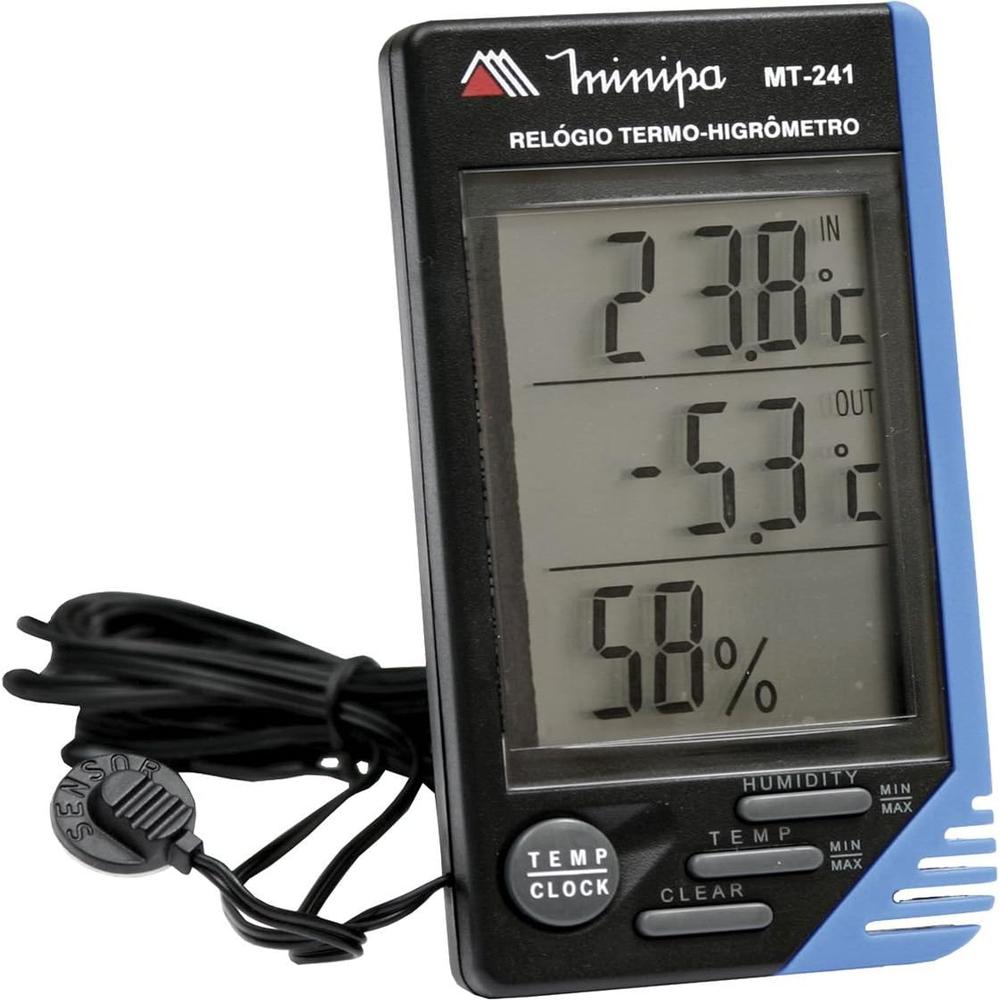 minipa MT-241
RELÓGIO TERMO-HIGRÔMETRO
23.8 °C IN
-5.3 °C OUT
58%
HUMIDITY
MIN
MAX
TEMP
MIN
MAX
CLEAR
TEMP
CLOCK
SENSOR